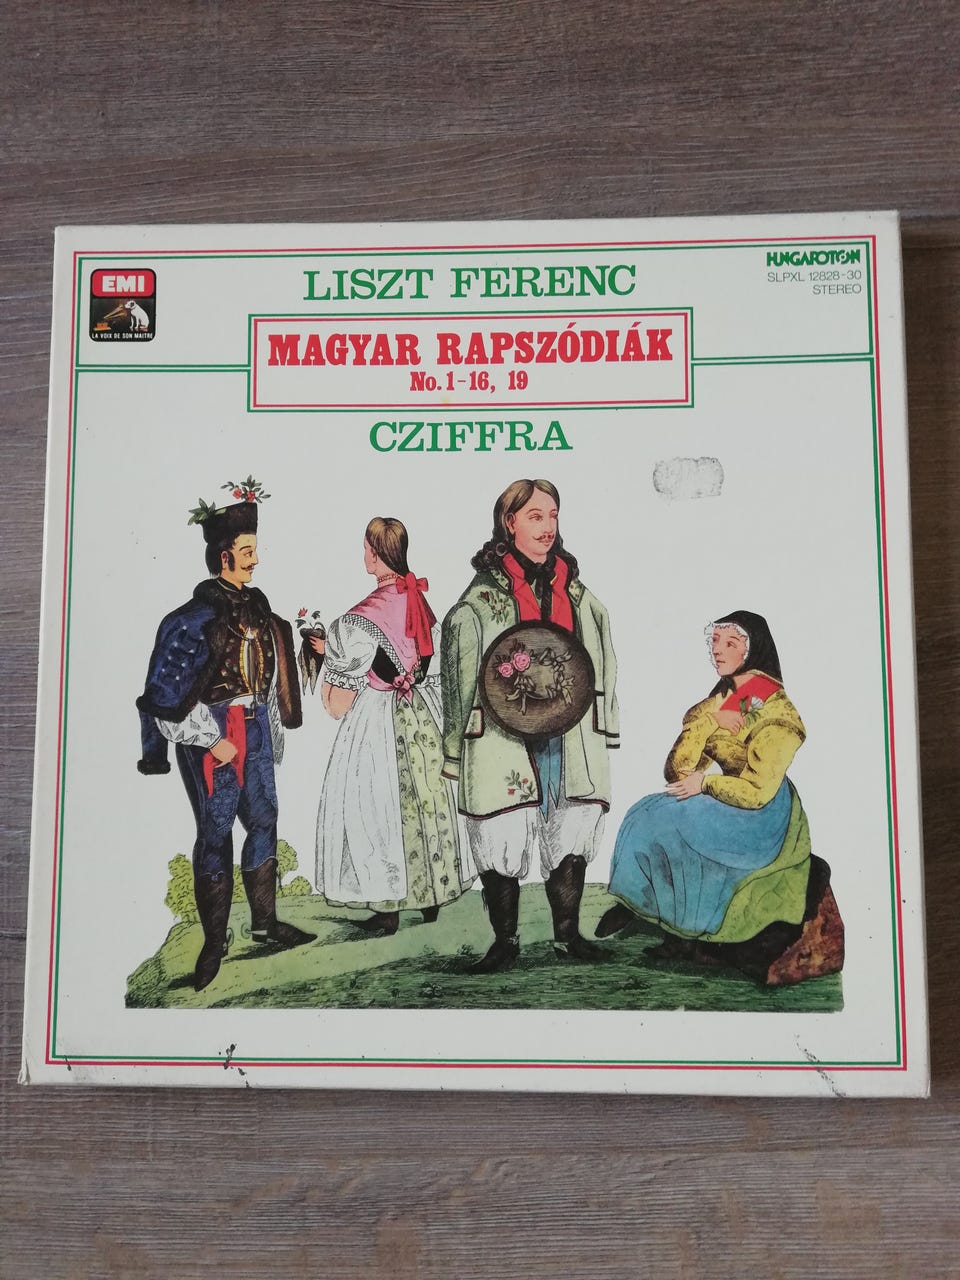 EMI
LA VOIX DE SON MAITRE
LISZT FERENC
HUNGAROTON
SLPXL 12828-30
STEREO
MAGYAR RAPSZÓDIÁK
No. 1-16, 19
CZIFFRA